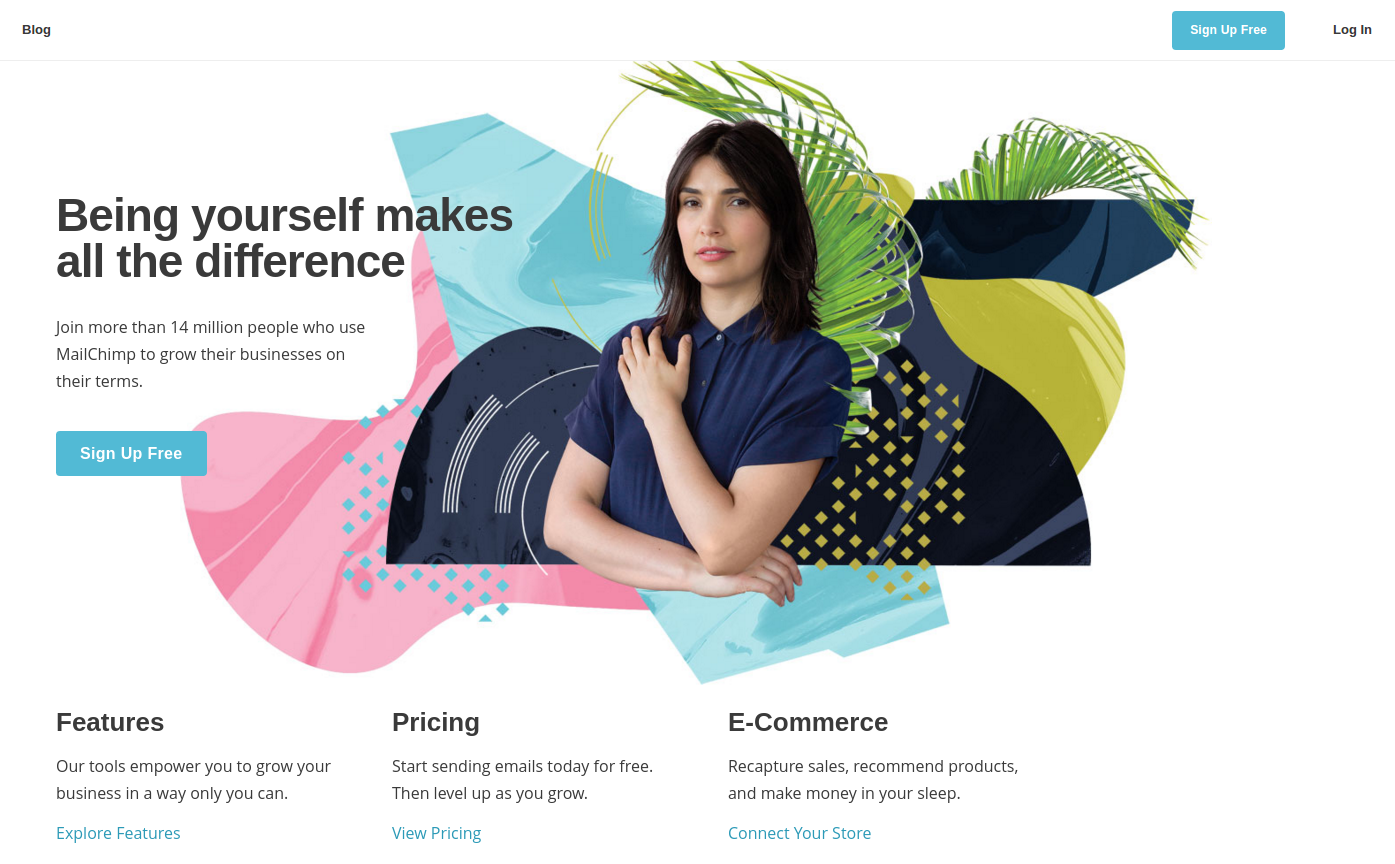 Blog
Sign Up Free
Log In
Being yourself makes
all the difference
Join more than 14 million people who use
MailChimp to grow their businesses on
their terms.
Sign Up Free
Features
Our tools empower you to grow your
business in a way only you can.
Explore Features
Pricing
Start sending emails today for free.
Then level up as you grow.
View Pricing
E-Commerce
Recapture sales, recommend products,
and make money in your sleep.
Connect Your Store